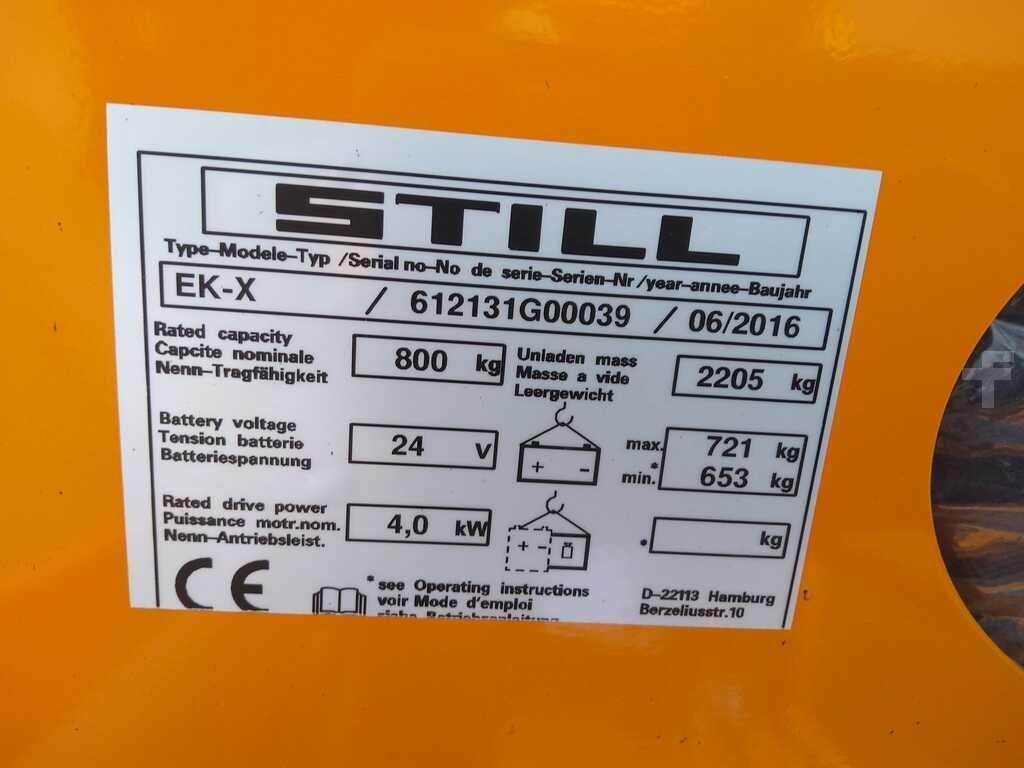 STILL
Type-Modele-Typ /Serial no-No de serie-Serien-Nr /year-annee-Baujahr
EK-X / 612131G00039 / 06/2016
Rated capacity
Capcite nominale
Nenn-Tragfähigkeit
800 kg
Unladen mass
Masse a vide
Leergewicht
2205 kg
Battery voltage
Tension batterie
Batteriespannung
24 V
+ -
max. 721 kg
min.* 653 kg
Rated drive power
Puissance motr.nom.
Nenn-Antriebsleist.
4,0 kW
+ -
* kg
CE
* see Operating instructions
voir Mode d'emploi
siehe Betriebsanleitung
D-22113 Hamburg
Berzeliusstr.10